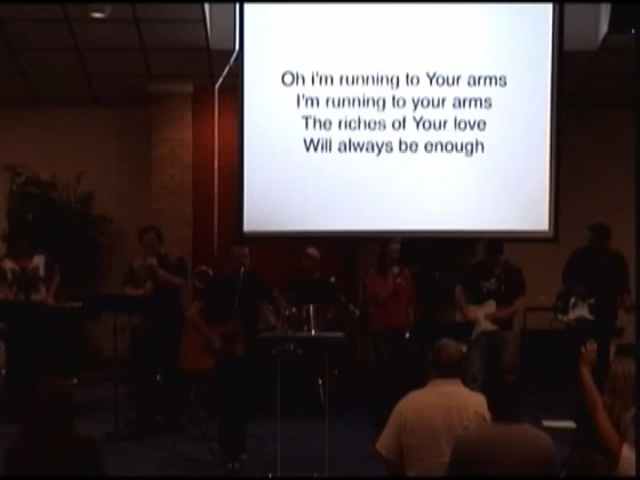 Oh i'm running to Your arms
I'm running to your arms
The riches of Your love
Will always be enough